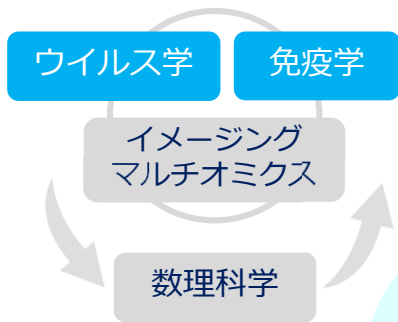 ウイルス学
免疫学
イメージング
マルチオミクス
数理科学